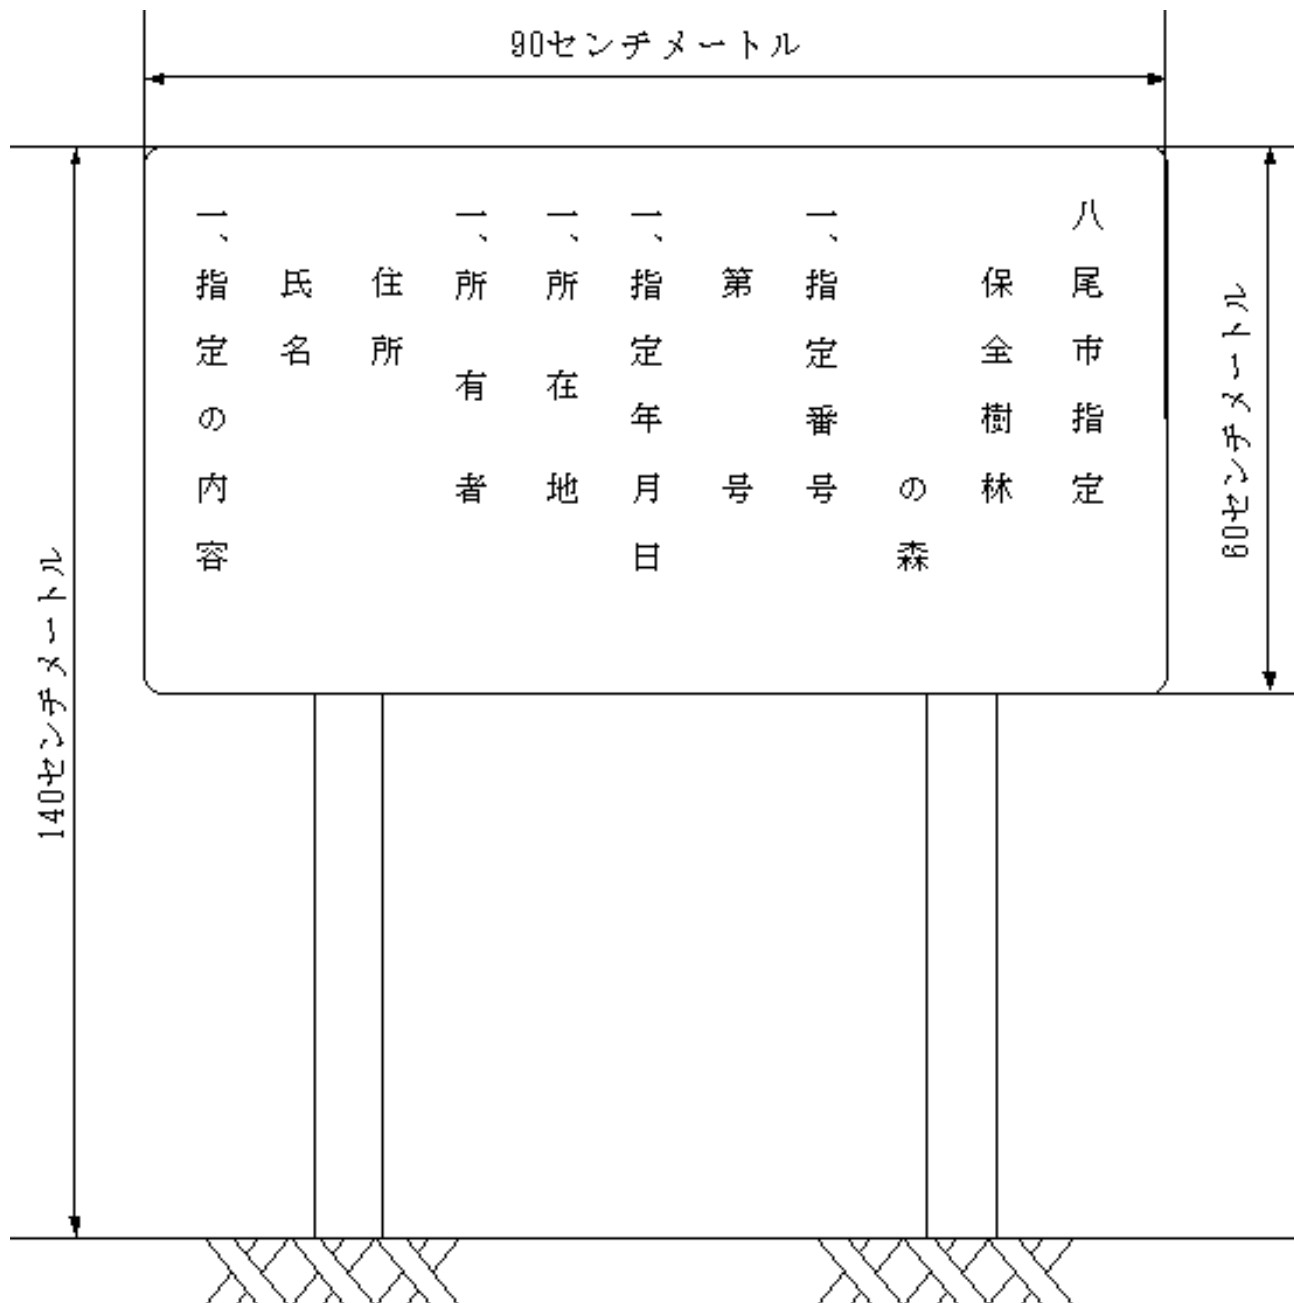 90センチメートル
八尾市指定
保全樹林
の森
一、指定番号
第 号
一、指定年月日
一、所在地
一、所有者
住所
氏名
一、指定の内容
60センチメートル
140センチメートル